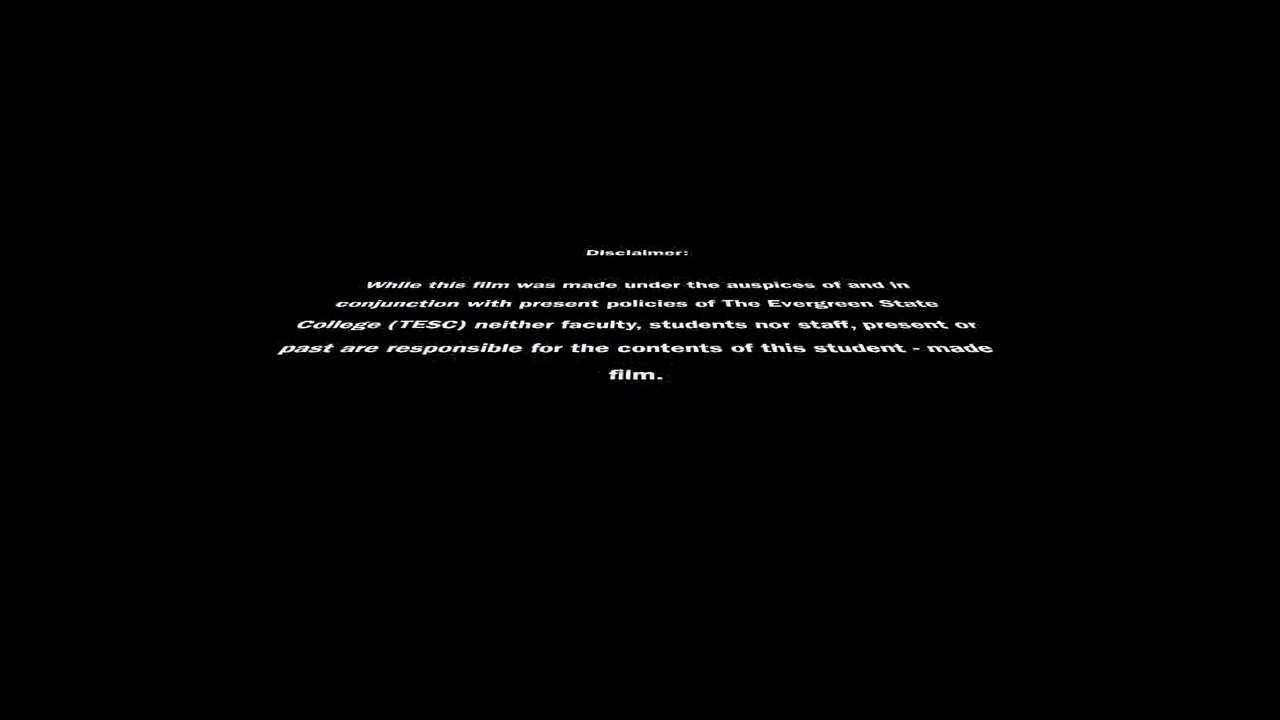 Disclaimer:
While this film was made under the auspices of and in
conjunction with present policies of The Evergreen State
College (TESC) neither faculty, students nor staff, present or
past are responsible for the contents of this student - made
film.